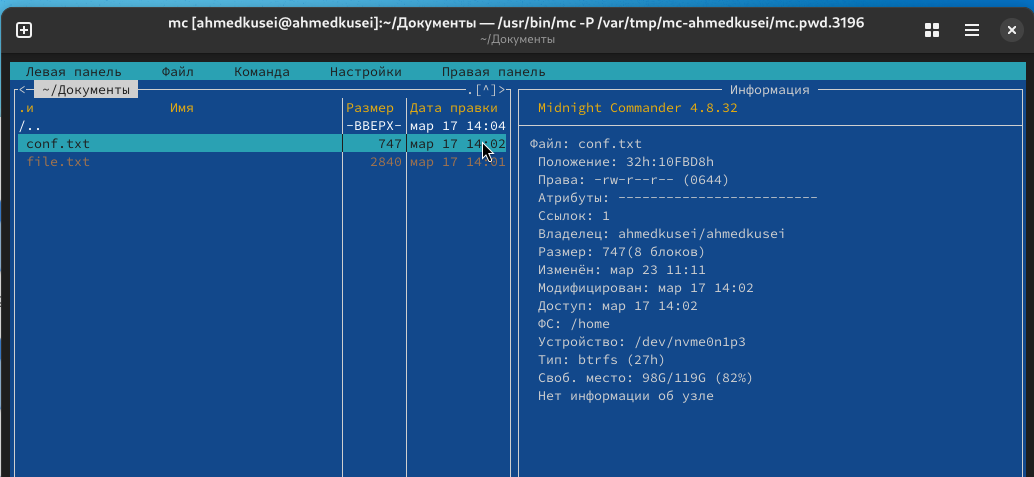 mc [ahmedkusei@ahmedkusei]:~/Документы — /usr/bin/mc -P /var/tmp/mc-ahmedkusei/mc.pwd.3196
~/Документы
Левая панель Файл Команда Настройки Правая панель
<─ ~/Документы .[^]>
.и Имя Размер Дата правки
/.. -ВВЕРХ- мар 17 14:04
conf.txt 747 мар 17 14:02
file.txt 2840 мар 17 14:01
Информация
Midnight Commander 4.8.32
Файл: conf.txt
Положение: 32h:10FBD8h
Права: -rw-r--r-- (0644)
Атрибуты: -------------------------
Ссылок: 1
Владелец: ahmedkusei/ahmedkusei
Размер: 747(8 блоков)
Изменён: мар 23 11:11
Модифицирован: мар 17 14:02
Доступ: мар 17 14:02
ФС: /home
Устройство: /dev/nvme0n1p3
Тип: btrfs (27h)
Своб. место: 98G/119G (82%)
Нет информации об узле